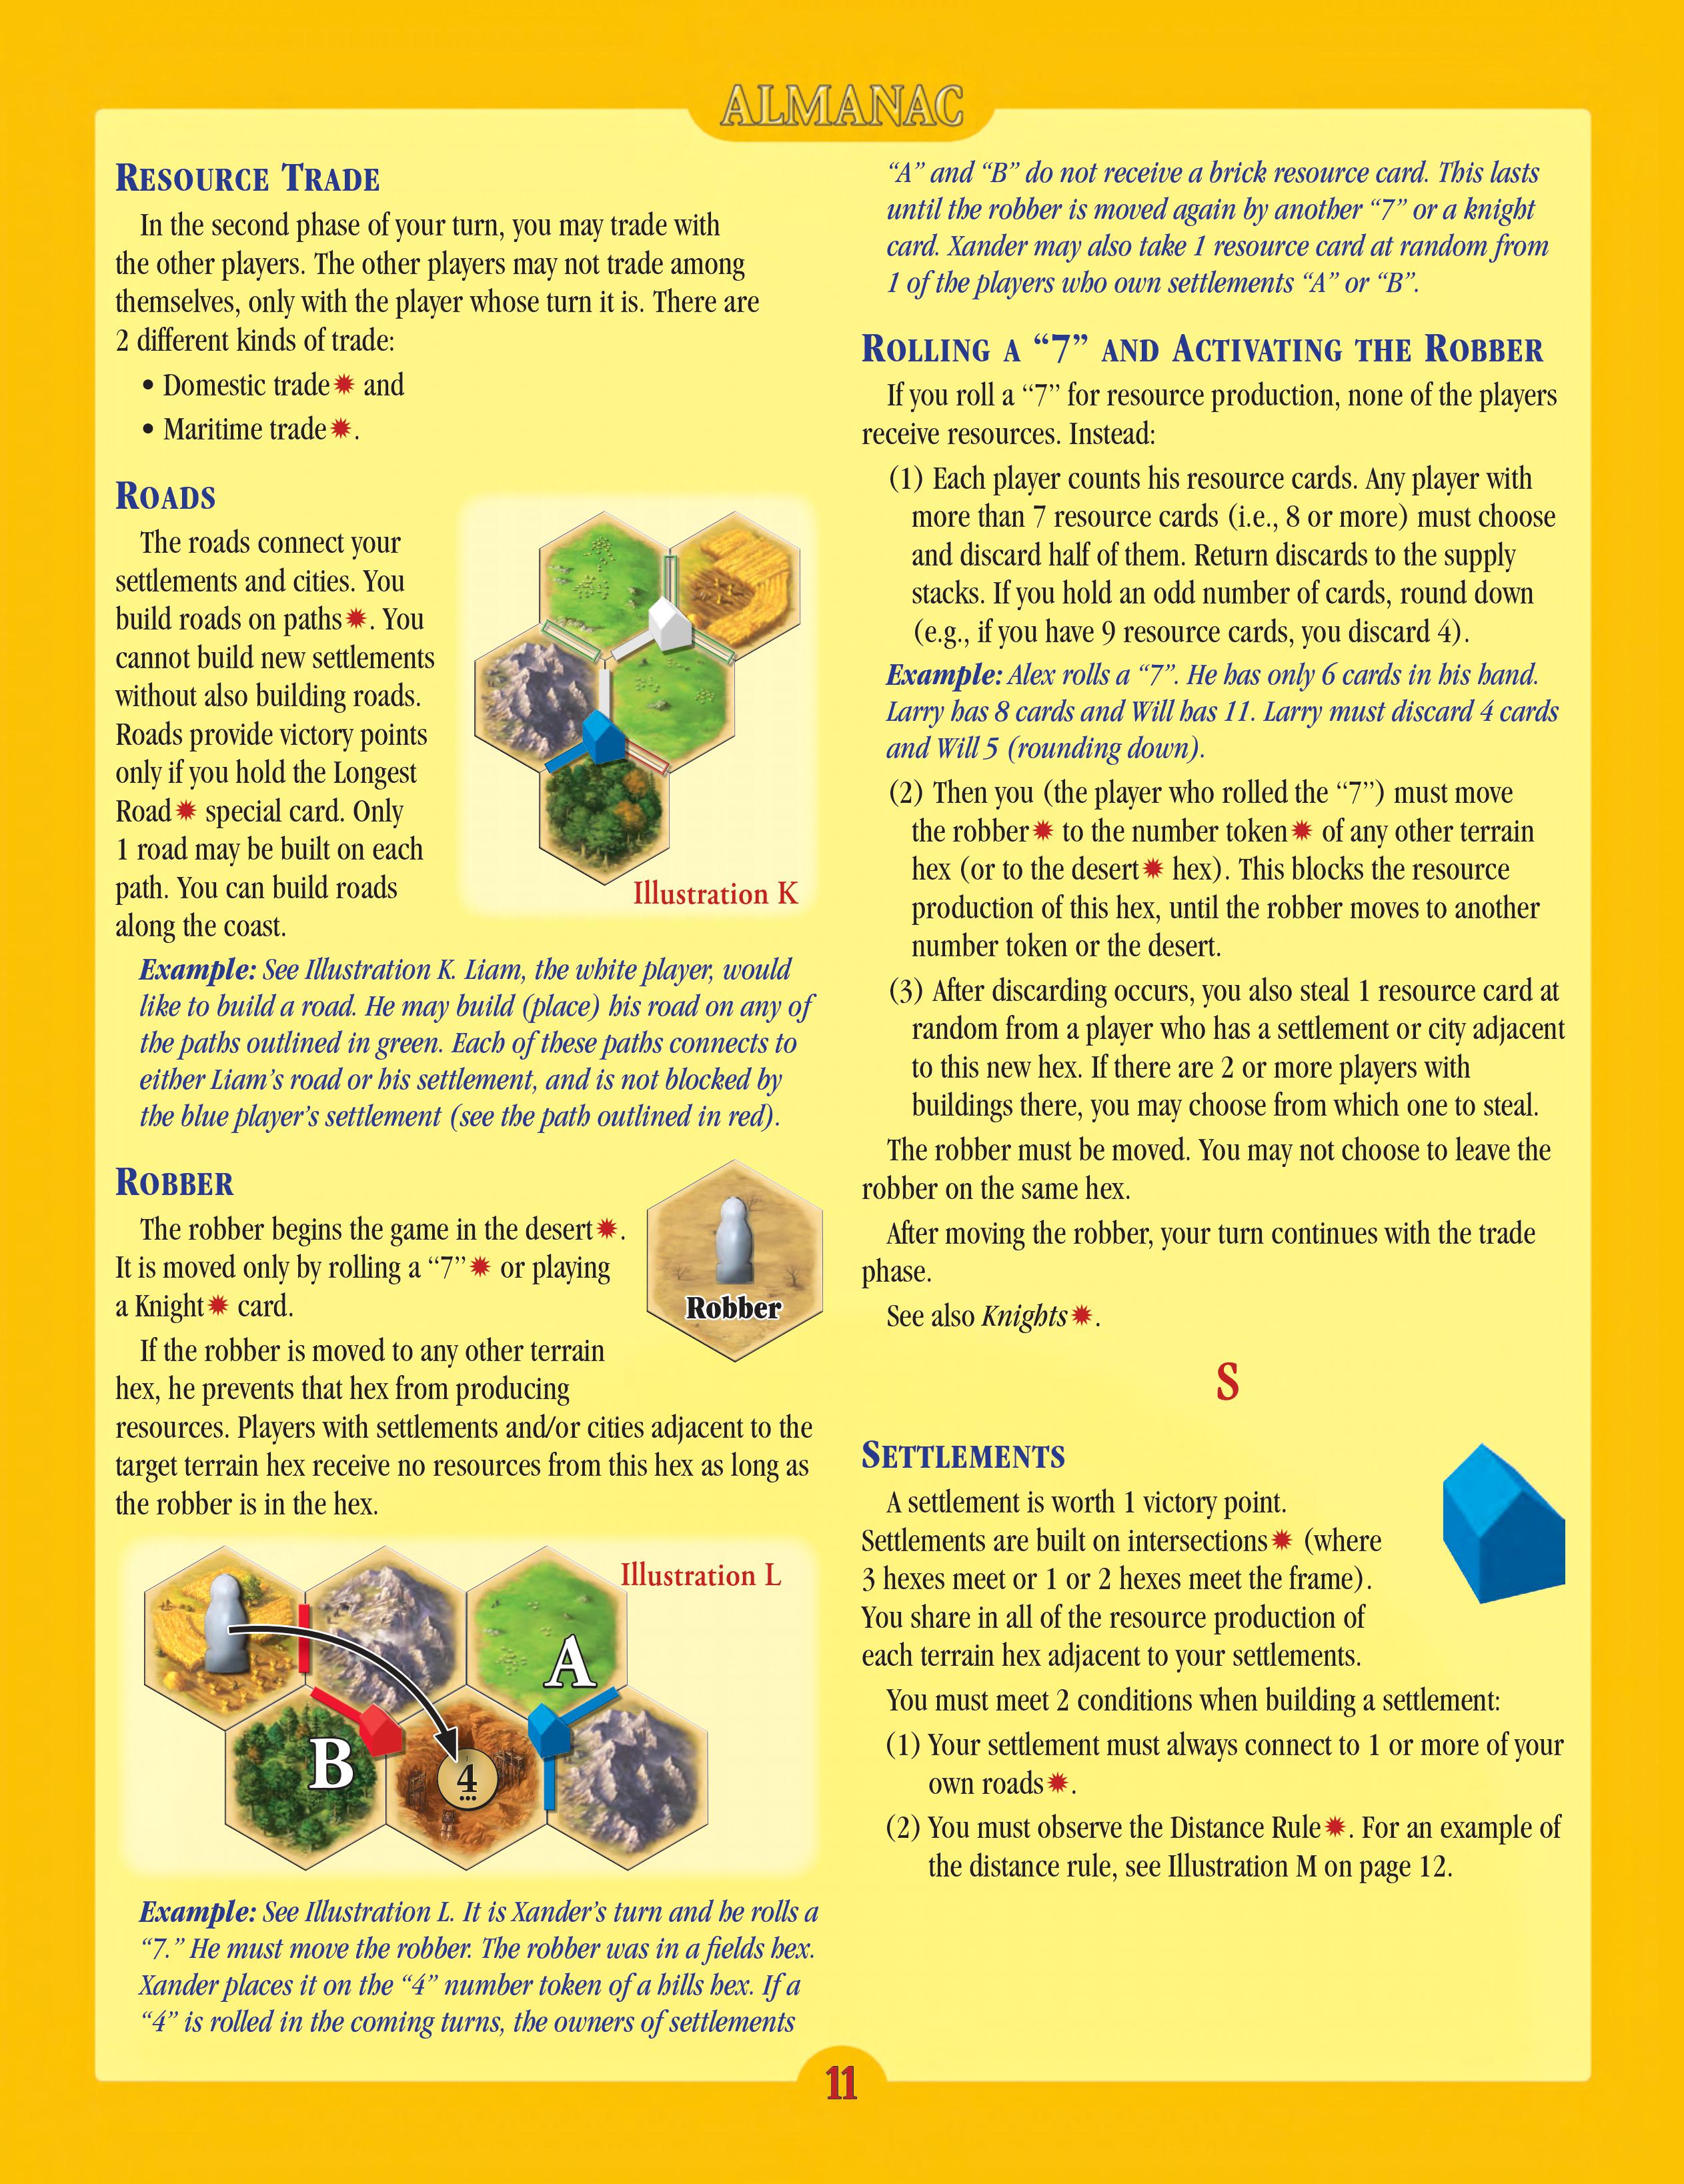 ALMANAC
RESOURCE TRADE
In the second phase of your turn, you may trade with
the other players. The other players may not trade among
themselves, only with the player whose turn it is. There are
2 different kinds of trade:
• Domestic trade✹ and
• Maritime trade✹.
ROADS
The roads connect your
settlements and cities. You
build roads on paths✹. You
cannot build new settlements
without also building roads.
Roads provide victory points
only if you hold the Longest
Road✹ special card. Only
1 road may be built on each
path. You can build roads
along the coast.
Illustration K
Example: See Illustration K. Liam, the white player, would
like to build a road. He may build (place) his road on any of
the paths outlined in green. Each of these paths connects to
either Liam’s road or his settlement, and is not blocked by
the blue player’s settlement (see the path outlined in red).
ROBBER
The robber begins the game in the desert✹.
It is moved only by rolling a “7”✹ or playing
a Knight✹ card.
Robber
If the robber is moved to any other terrain
hex, he prevents that hex from producing
resources. Players with settlements and/or cities adjacent to the
target terrain hex receive no resources from this hex as long as
the robber is in the hex.
Illustration L
A
B
4
Example: See Illustration L. It is Xander’s turn and he rolls a
“7.” He must move the robber. The robber was in a fields hex.
Xander places it on the “4” number token of a hills hex. If a
“4” is rolled in the coming turns, the owners of settlements
“A” and “B” do not receive a brick resource card. This lasts
until the robber is moved again by another “7” or a knight
card. Xander may also take 1 resource card at random from
1 of the players who own settlements “A” or “B”.
ROLLING A “7” AND ACTIVATING THE ROBBER
If you roll a “7” for resource production, none of the players
receive resources. Instead:
(1) Each player counts his resource cards. Any player with
more than 7 resource cards (i.e., 8 or more) must choose
and discard half of them. Return discards to the supply
stacks. If you hold an odd number of cards, round down
(e.g., if you have 9 resource cards, you discard 4).
Example: Alex rolls a “7”. He has only 6 cards in his hand.
Larry has 8 cards and Will has 11. Larry must discard 4 cards
and Will 5 (rounding down).
(2) Then you (the player who rolled the “7”) must move
the robber✹ to the number token✹ of any other terrain
hex (or to the desert✹ hex). This blocks the resource
production of this hex, until the robber moves to another
number token or the desert.
(3) After discarding occurs, you also steal 1 resource card at
random from a player who has a settlement or city adjacent
to this new hex. If there are 2 or more players with
buildings there, you may choose from which one to steal.
The robber must be moved. You may not choose to leave the
robber on the same hex.
After moving the robber, your turn continues with the trade
phase.
See also Knights✹.
S
SETTLEMENTS
A settlement is worth 1 victory point.
Settlements are built on intersections✹ (where
3 hexes meet or 1 or 2 hexes meet the frame).
You share in all of the resource production of
each terrain hex adjacent to your settlements.
You must meet 2 conditions when building a settlement:
(1) Your settlement must always connect to 1 or more of your
own roads✹.
(2) You must observe the Distance Rule✹. For an example of
the distance rule, see Illustration M on page 12.
11